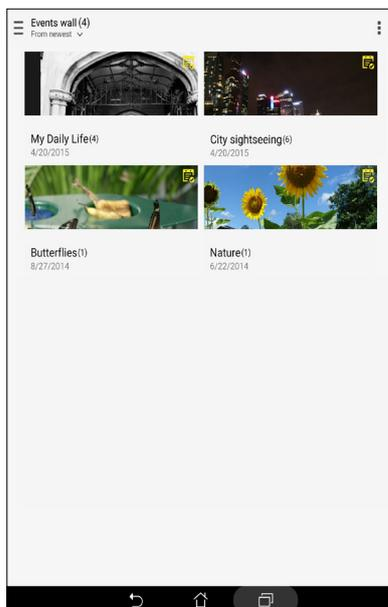 Events wall (4)
From newest
My Daily Life(4)
4/20/2015
City sightseeing(6)
4/20/2015
Butterflies(1)
8/27/2014
Nature(1)
6/22/2014